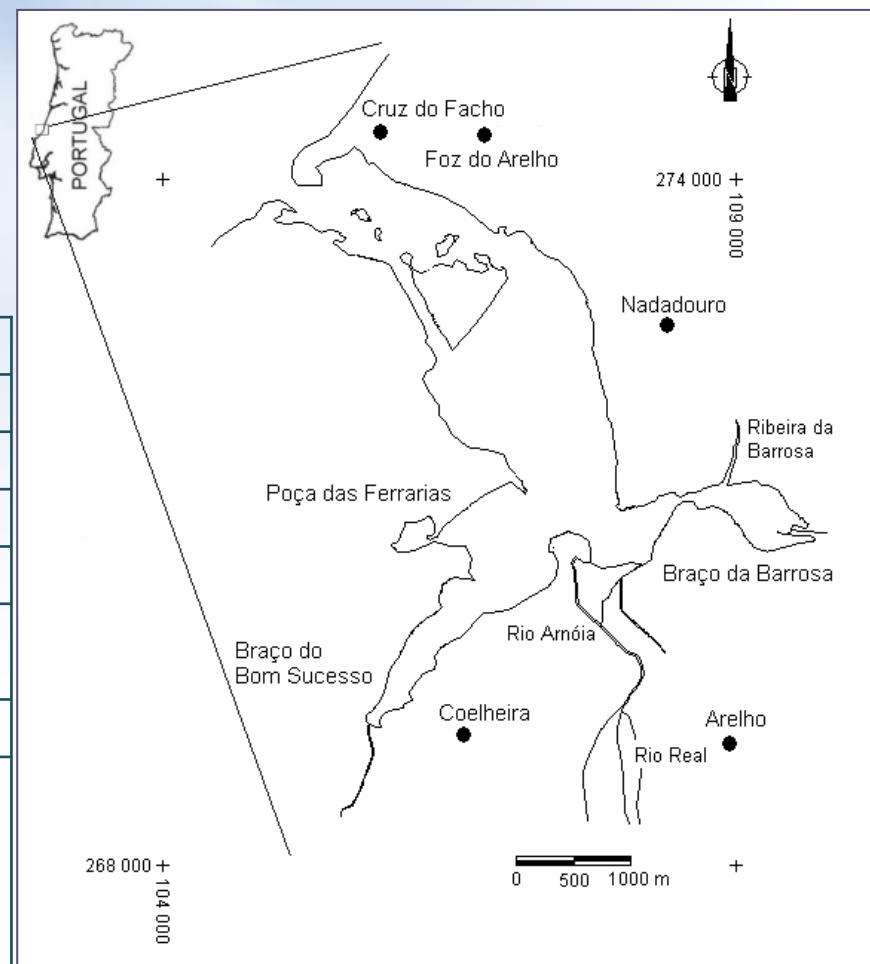 PORTUGAL
N
Cruz do Facho
Foz do Arelho
274 000
109 000
Nadadouro
Ribeira da
Barrosa
Poça das Ferrarias
Braço da Barrosa
Rio Arnóia
Braço do
Bom Sucesso
Coelheira
Arelho
Rio Real
268 000
104 000
0 500 1000 m